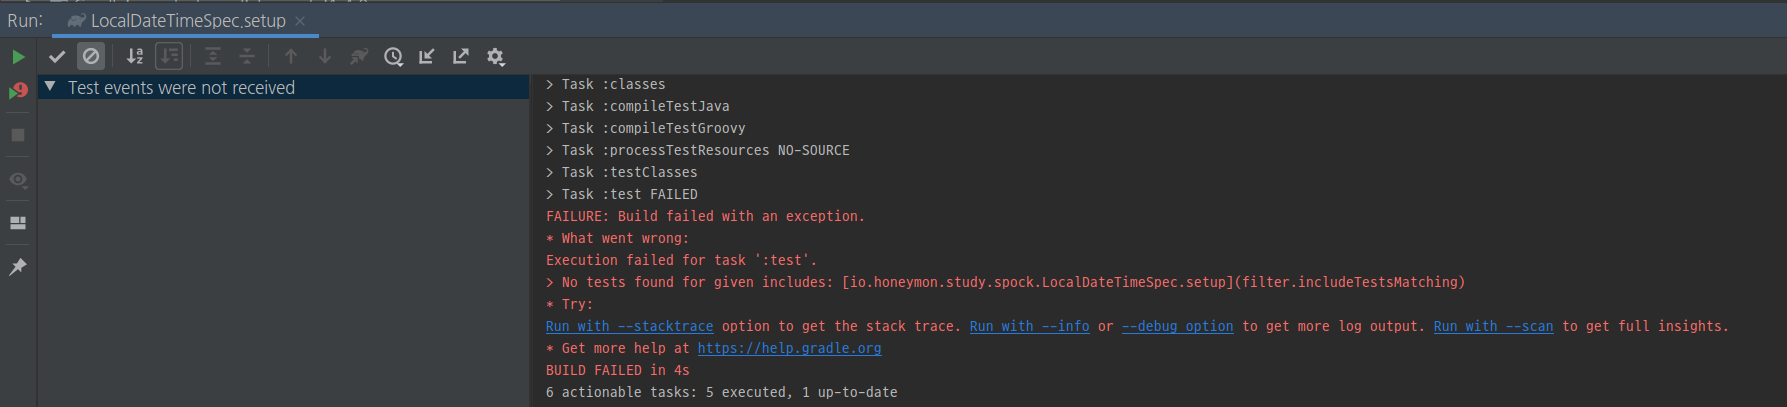 Run:
LocalDateTimeSpec.setup
Test events were not received
> Task :classes
> Task :compileTestJava
> Task :compileTestGroovy
> Task :processTestResources NO-SOURCE
> Task :testClasses
> Task :test FAILED
FAILURE: Build failed with an exception.
* What went wrong:
Execution failed for task ':test'.
> No tests found for given includes: [io.honeymon.study.spock.LocalDateTimeSpec.setup](filter.includeTestsMatching)
* Try:
Run with --stacktrace option to get the stack trace. Run with --info or --debug option to get more log output. Run with --scan to get full insights.
* Get more help at https://help.gradle.org
BUILD FAILED in 4s
6 actionable tasks: 5 executed, 1 up-to-date